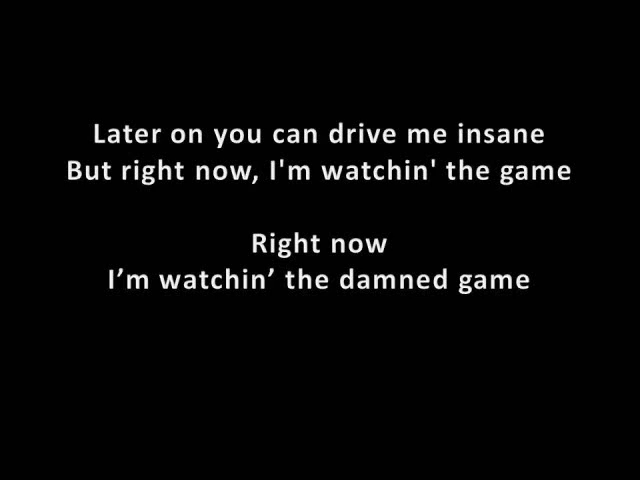 Later on you can drive me insane
But right now, I'm watchin' the game
Right now
I’m watchin’ the damned game